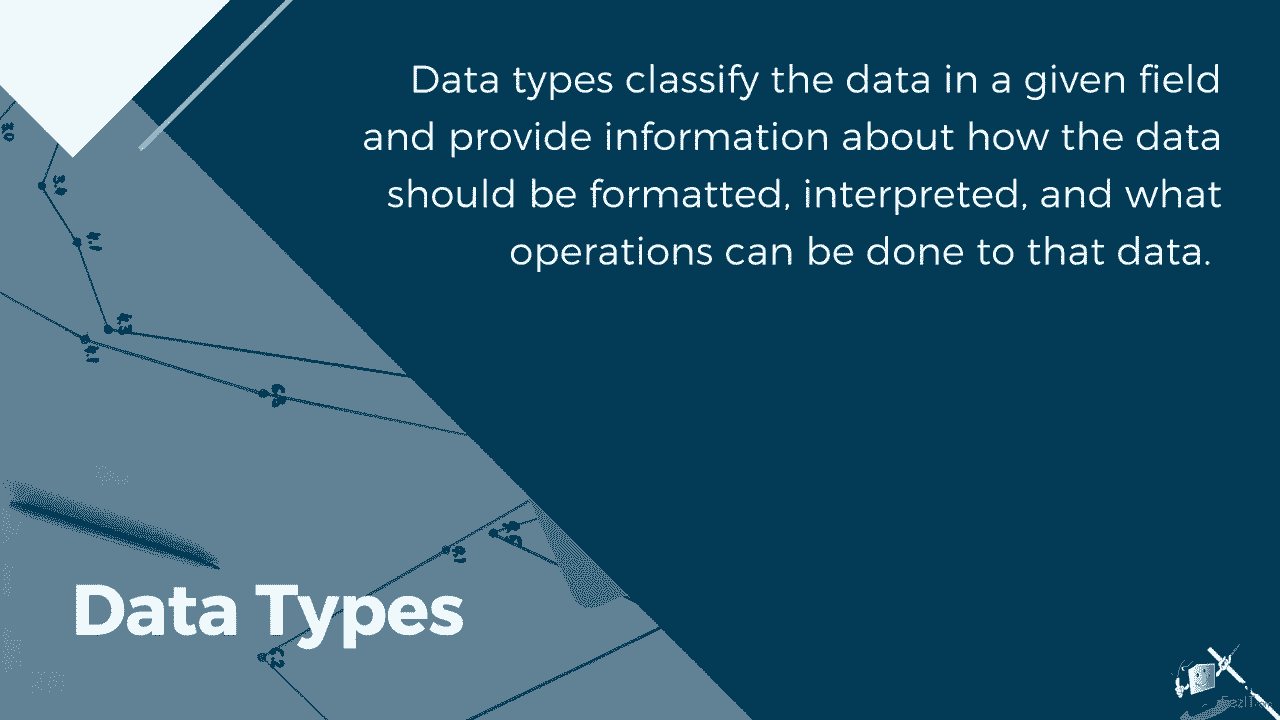 Data types classify the data in a given field
and provide information about how the data
should be formatted, interpreted, and what
operations can be done to that data.
Data Types